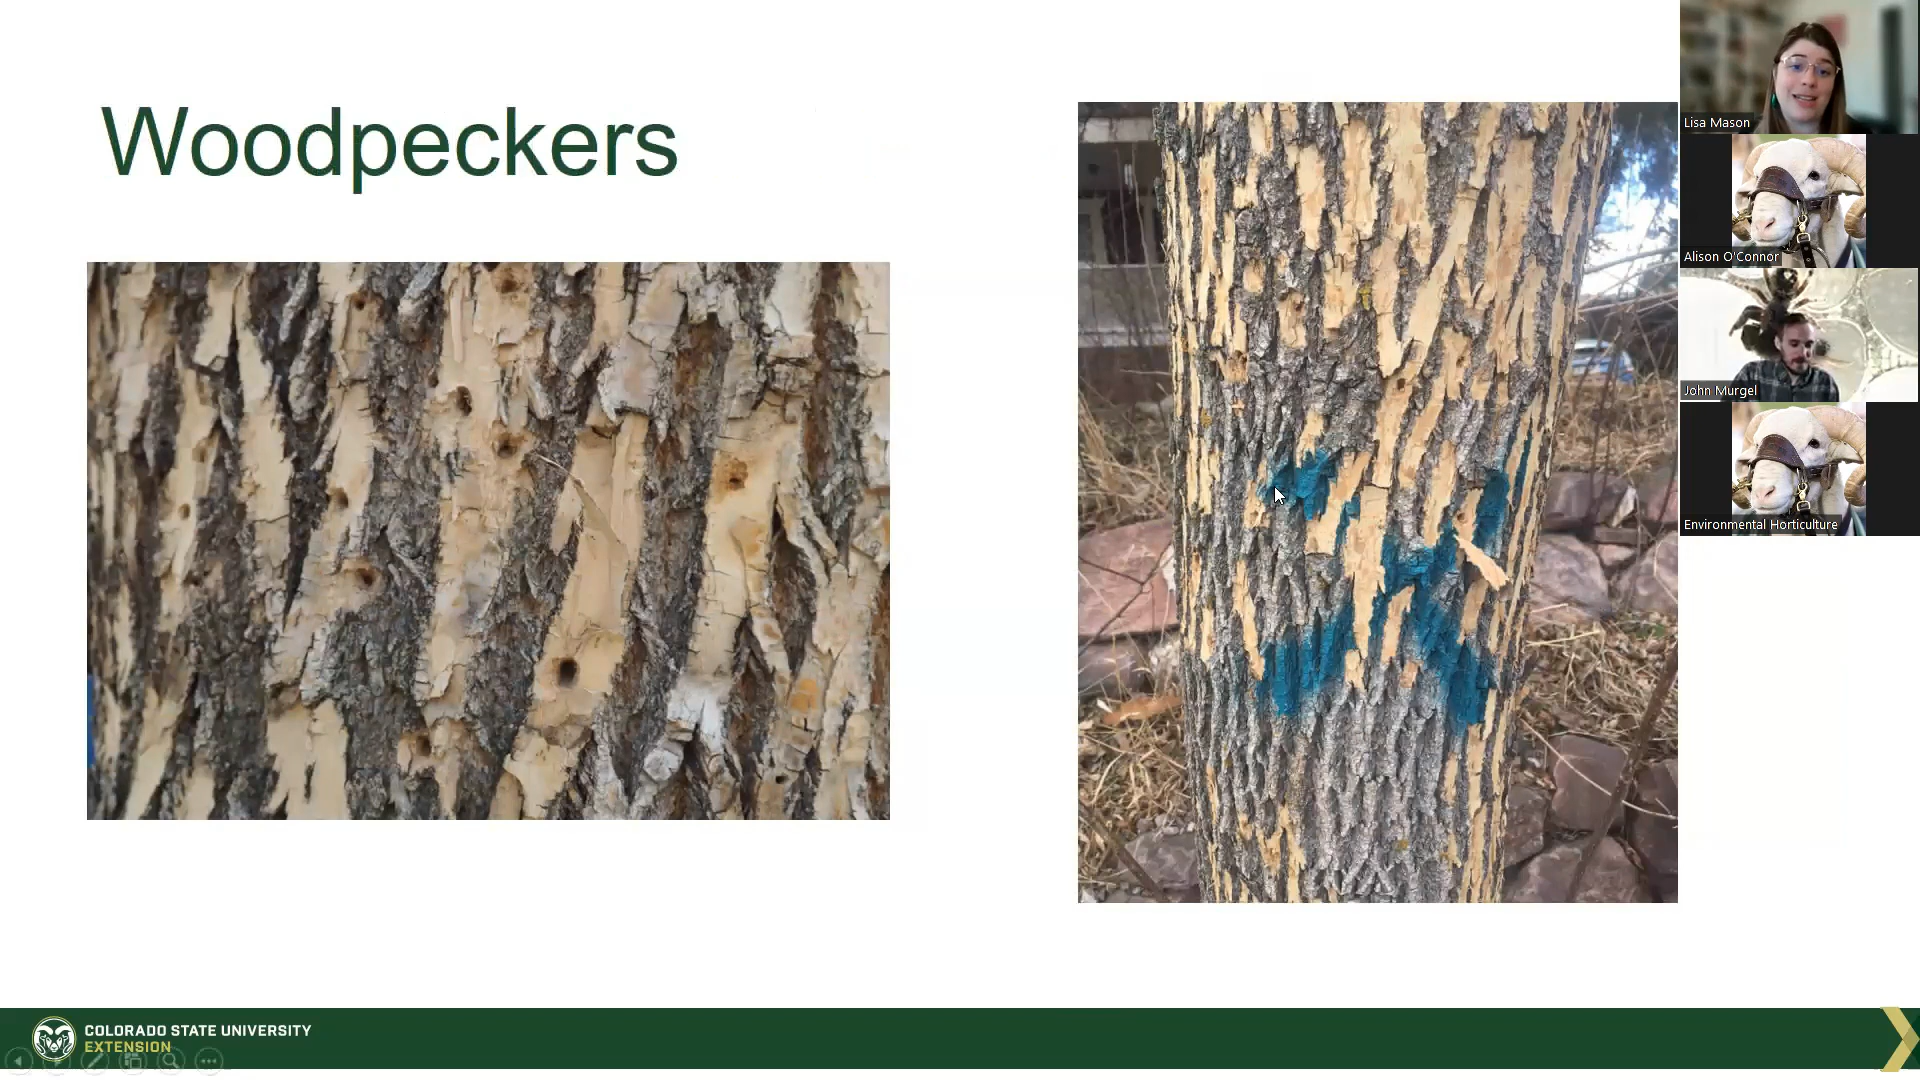 Woodpeckers
Lisa Mason
Alison O'Connor
John Murgel
Environmental Horticulture
COLORADO STATE UNIVERSITY
EXTENSION